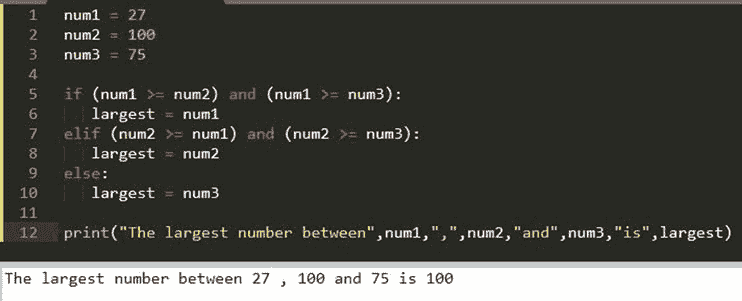 1 num1 = 27
2 num2 = 100
3 num3 = 75
4
5 if (num1 >= num2) and (num1 >= num3):
6     largest = num1
7 elif (num2 >= num1) and (num2 >= num3):
8     largest = num2
9 else:
10     largest = num3
11
12 print("The largest number between",num1,",",num2,"and",num3,"is",largest)
The largest number between 27 , 100 and 75 is 100